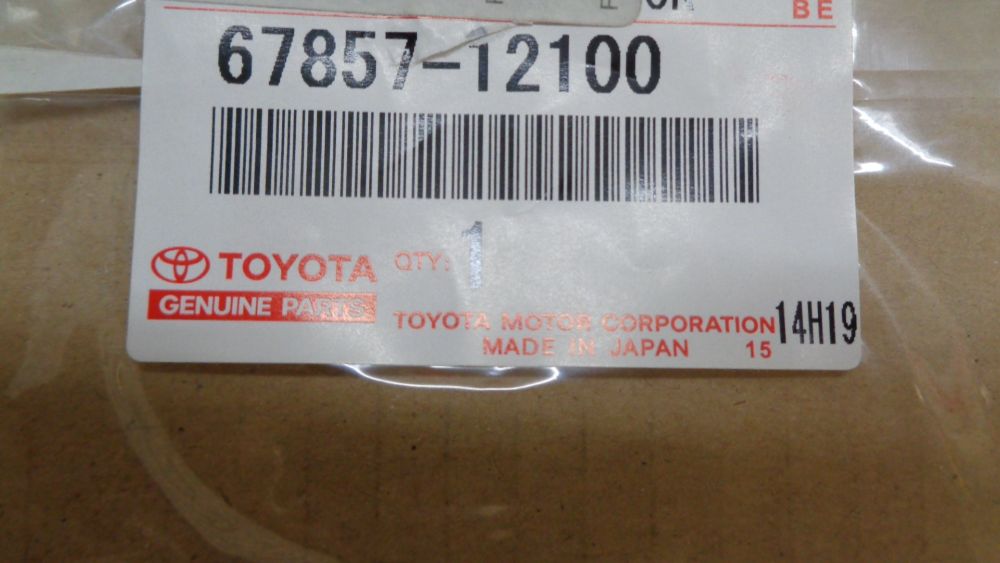 BE
67857-12100
TOYOTA QTY: 1
GENUINE PARTS
TOYOTA MOTOR CORPORATION 14H19
MADE IN JAPAN 15